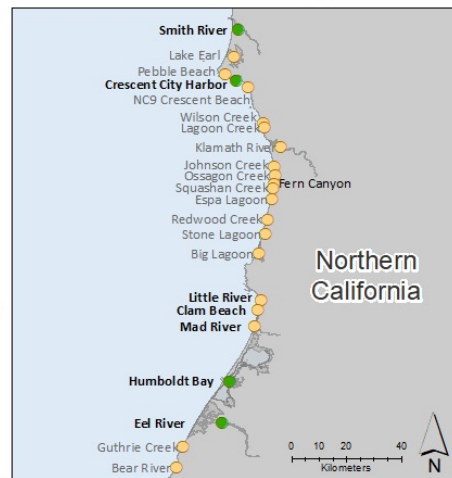 Smith River
Lake Earl
Pebble Beach
Crescent City Harbor
NC9 Crescent Beach
Wilson Creek
Lagoon Creek
Klamath River
Johnson Creek
Ossagon Creek
Fern Canyon
Squashan Creek
Espa Lagoon
Redwood Creek
Stone Lagoon
Big Lagoon
Northern
California
Little River
Clam Beach
Mad River
Humboldt Bay
Eel River
Guthrie Creek
Bear River
0 10 20 40
Kilometers
N